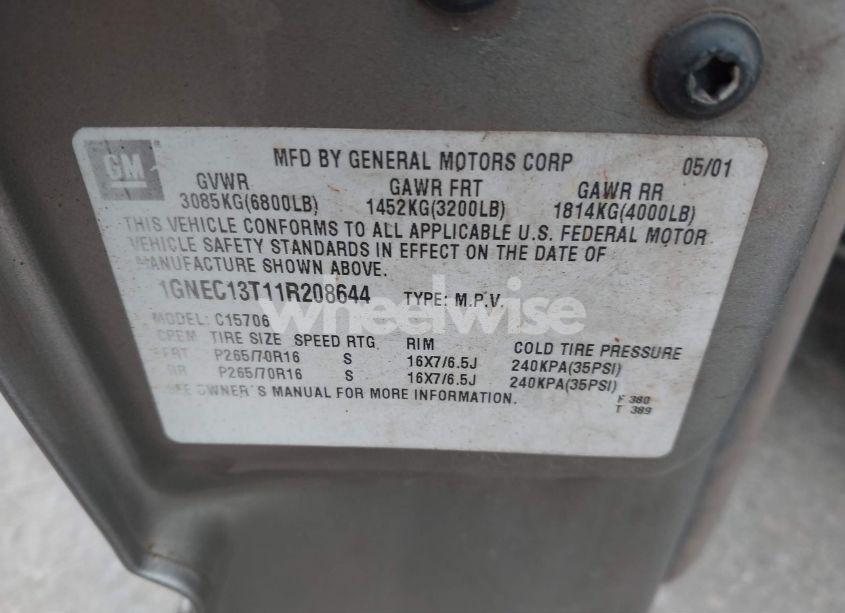 GM
MFD BY GENERAL MOTORS CORP 05/01
GVWR GAWR FRT GAWR RR
3085KG(6800LB) 1452KG(3200LB) 1814KG(4000LB)
THIS VEHICLE CONFORMS TO ALL APPLICABLE U.S. FEDERAL MOTOR
VEHICLE SAFETY STANDARDS IN EFFECT ON THE DATE OF
MANUFACTURE SHOWN ABOVE.
1GNEC13T11R208644 TYPE: M.P.V.
wheelwise
MODEL: C15706
TIRE SIZE SPEED RTG RIM COLD TIRE PRESSURE
FRT P265/70R16 S 16X7/6.5J 240KPA(35PSI)
RR P265/70R16 S 16X7/6.5J 240KPA(35PSI)
SEE OWNER'S MANUAL FOR MORE INFORMATION.
F 380
T 389